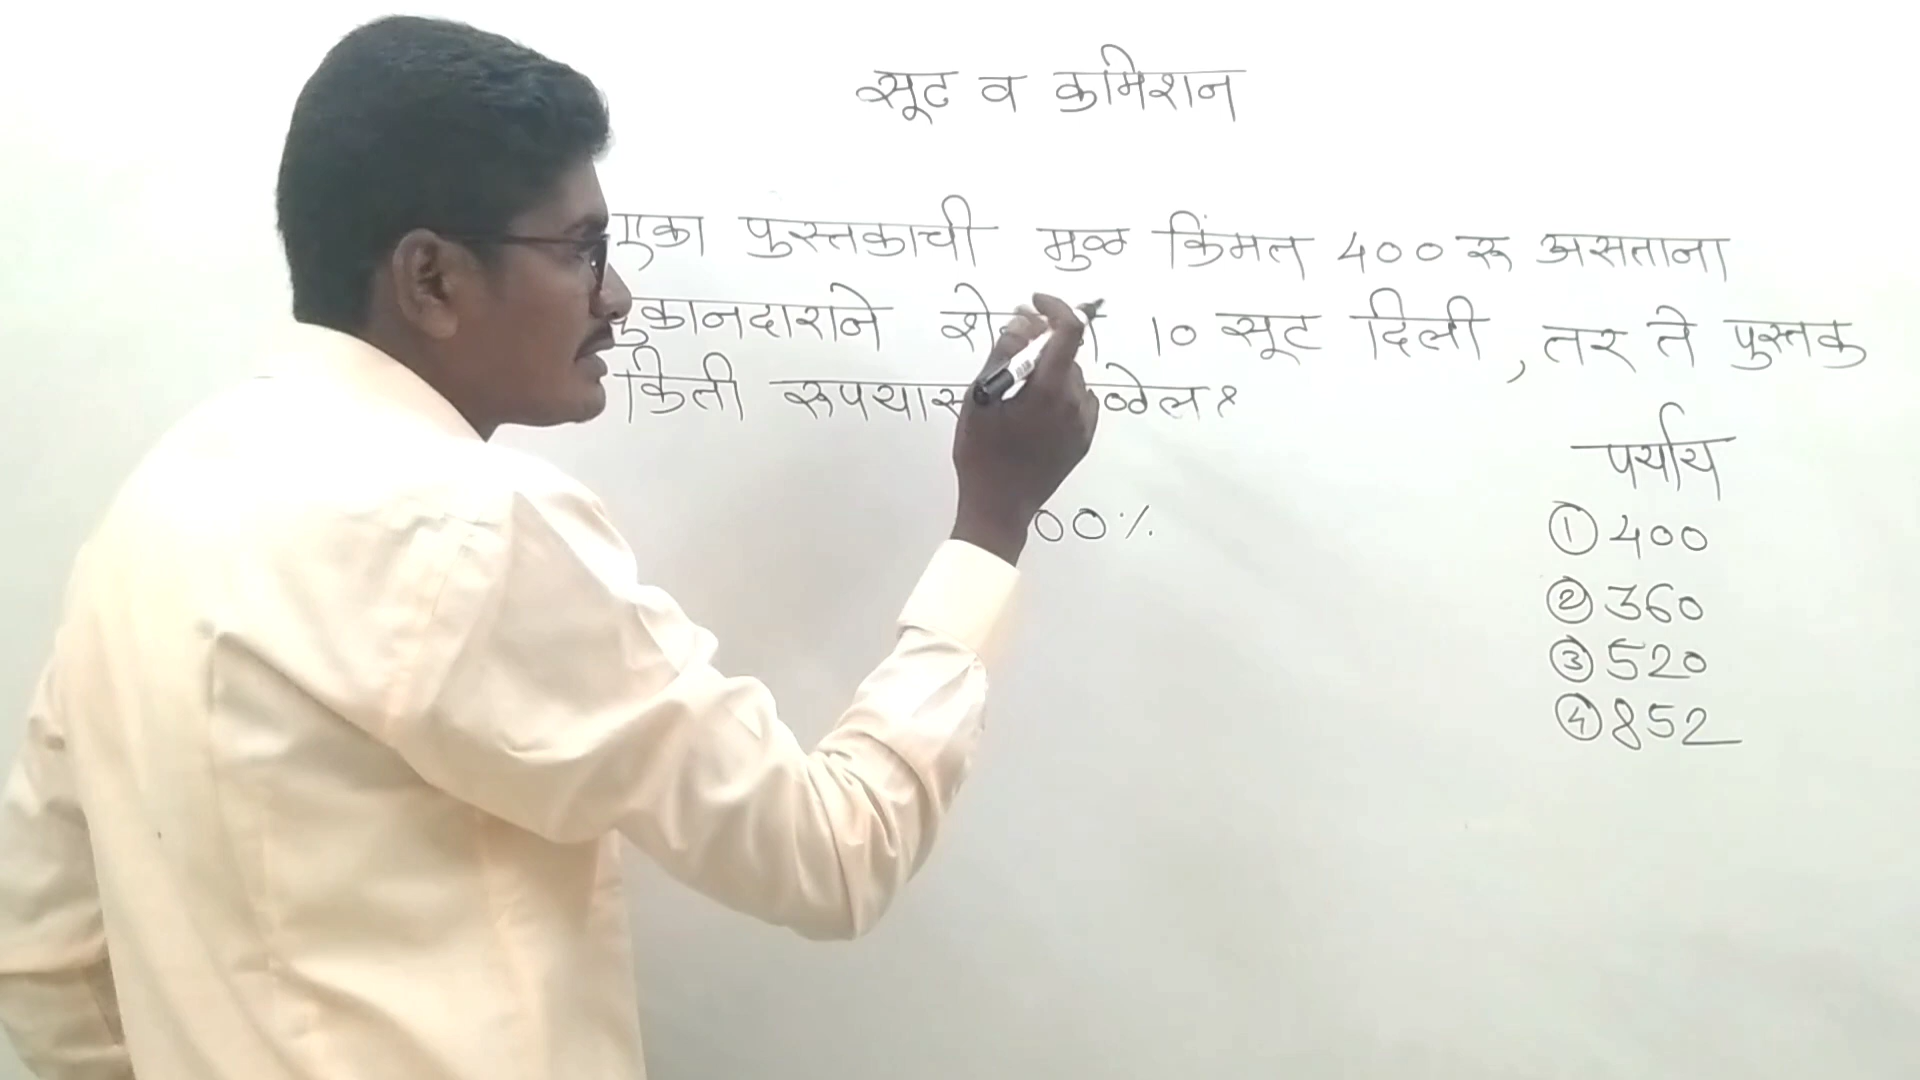 सूट व कमिशन
एका पुस्तकाची मुळ किंमत 400 रू असताना
दुकानदाराने 10 सूट दिली, तर ते पुस्तक
किती
पर्याय
00%
① 400
② 360
③ 520
④ 852